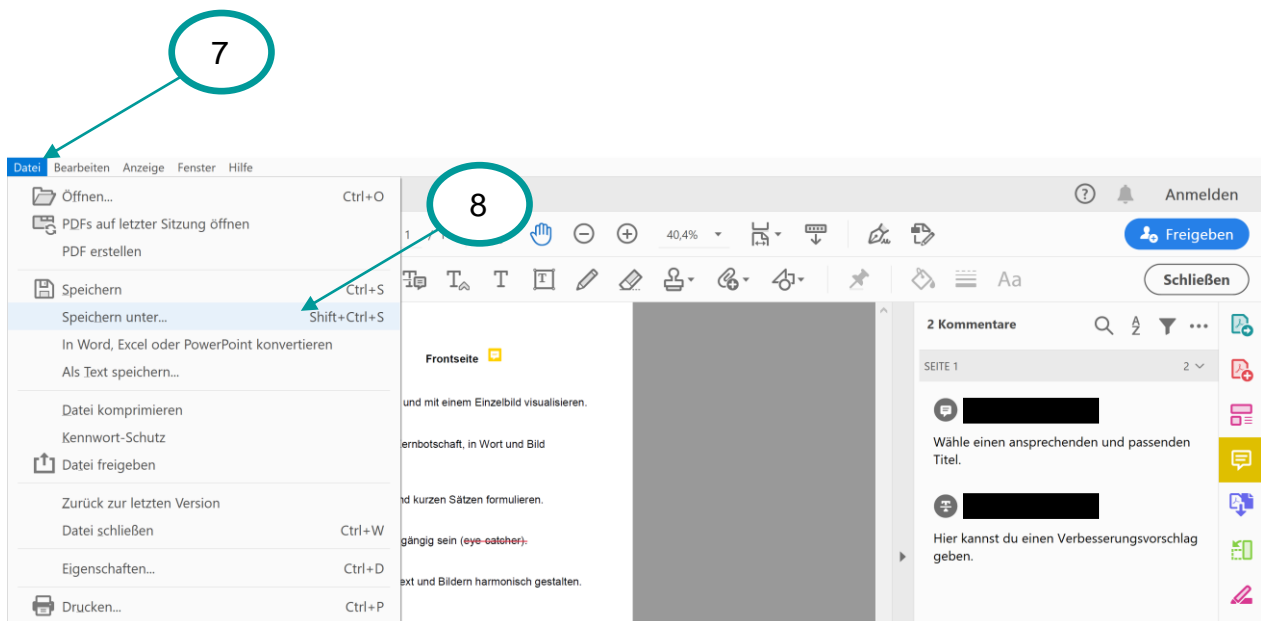 7
Datei Bearbeiten Anzeige Fenster Hilfe
8
Öffnen... Ctrl+O
PDFs auf letzter Sitzung öffnen
PDF erstellen
Speichern Ctrl+S
Speichern unter... Shift+Ctrl+S
In Word, Excel oder PowerPoint konvertieren
Als Text speichern...
Datei komprimieren
Kennwort-Schutz
Datei freigeben
Zurück zur letzten Version
Datei schließen Ctrl+W
Eigenschaften... Ctrl+D
Drucken... Ctrl+P
Anmelden
1 / 40,4%
Freigeben
Aa
Schließen
Frontseite
und mit einem Einzelbild visualisieren.
ernbotschaft, in Wort und Bild
nd kurzen Sätzen formulieren.
gängig sein (eye-catcher).
ext und Bildern harmonisch gestalten.
2 Kommentare
SEITE 1 2
Wähle einen ansprechenden und passenden
Titel.
Hier kannst du einen Verbesserungsvorschlag
geben.